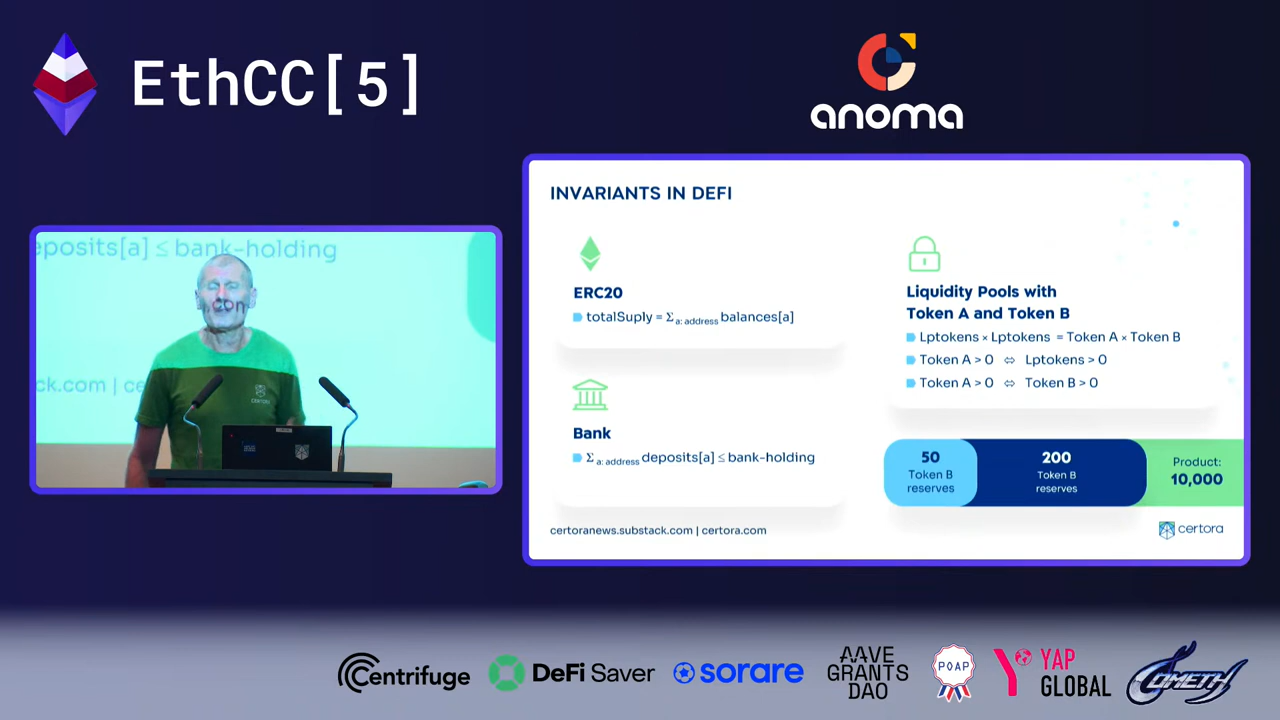 EthCC[5]
anoma
eposits[a] ≤ bank-holding
ck.com | ce
CERTORA
INVARIANTS IN DEFI
ERC20
totalSuply = Σ a: address balances[a]
Bank
Σ a: address deposits[a] ≤ bank-holding
Liquidity Pools with
Token A and Token B
Lptokens × Lptokens = Token A × Token B
Token A > 0 ⇔ Lptokens > 0
Token A > 0 ⇔ Token B > 0
50
Token B
reserves
200
Token B
reserves
Product:
10,000
certoranews.substack.com | certora.com
certora
Centrifuge
DeFi Saver
sorare
AAVE
GRANTS
DAO
POAP
YAP
GLOBAL
COMETH